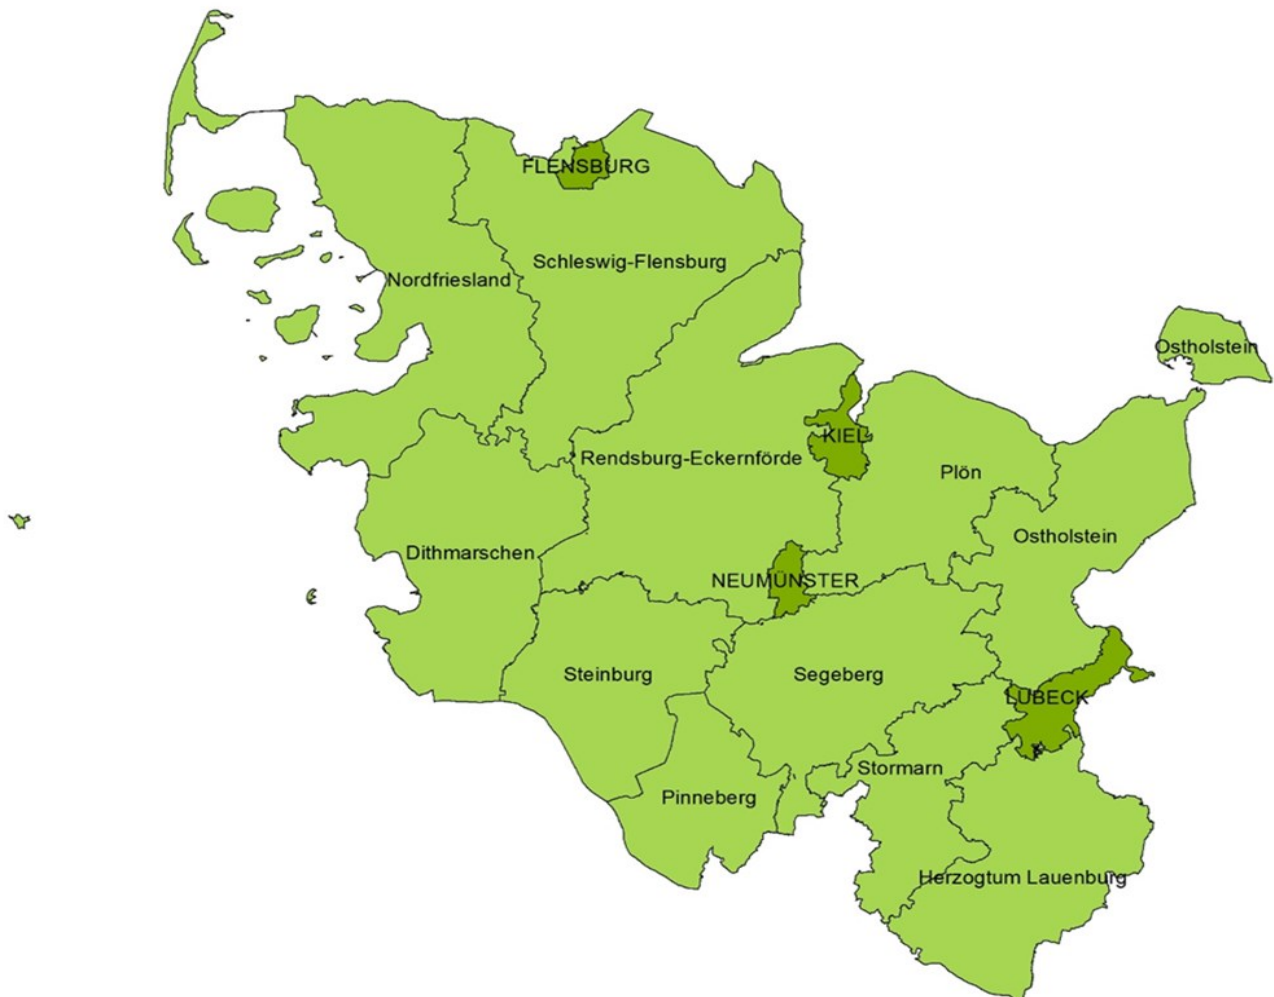 FLENSBURG
Schleswig-Flensburg
Nordfriesland
Ostholstein
KIEL
Rendsburg-Eckernförde
Plön
Ostholstein
Dithmarschen
NEUMÜNSTER
Steinburg
Segeberg
LÜBECK
Stormarn
Pinneberg
Herzogtum Lauenburg